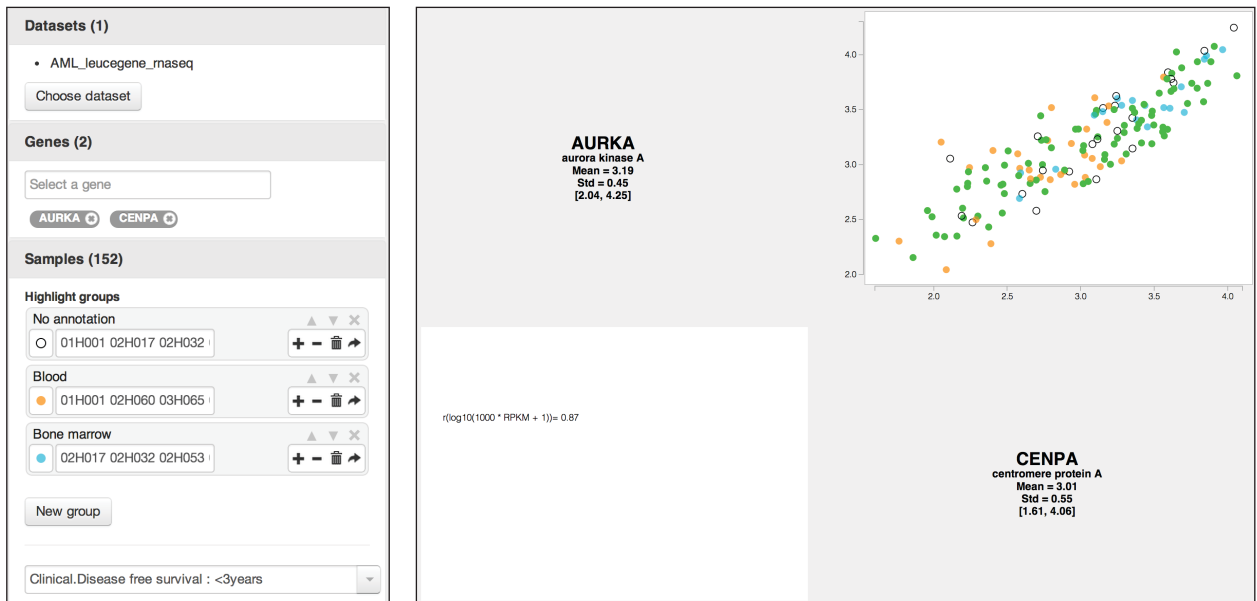 Datasets (1)
• AML_leucegene_rnaseq
Choose dataset
Genes (2)
Select a gene
AURKA
CENPA
Samples (152)
Highlight groups
No annotation
01H001 02H017 02H032
Blood
01H001 02H060 03H065
Bone marrow
02H017 02H032 02H053
New group
Clinical.Disease free survival : <3years
AURKA
aurora kinase A
Mean = 3.19
Std = 0.45
[2.04, 4.25]
4.0
3.5
3.0
2.5
2.0
2.0 2.5 3.0 3.5 4.0
r(log10(1000 * RPKM + 1))= 0.87
CENPA
centromere protein A
Mean = 3.01
Std = 0.55
[1.61, 4.06]